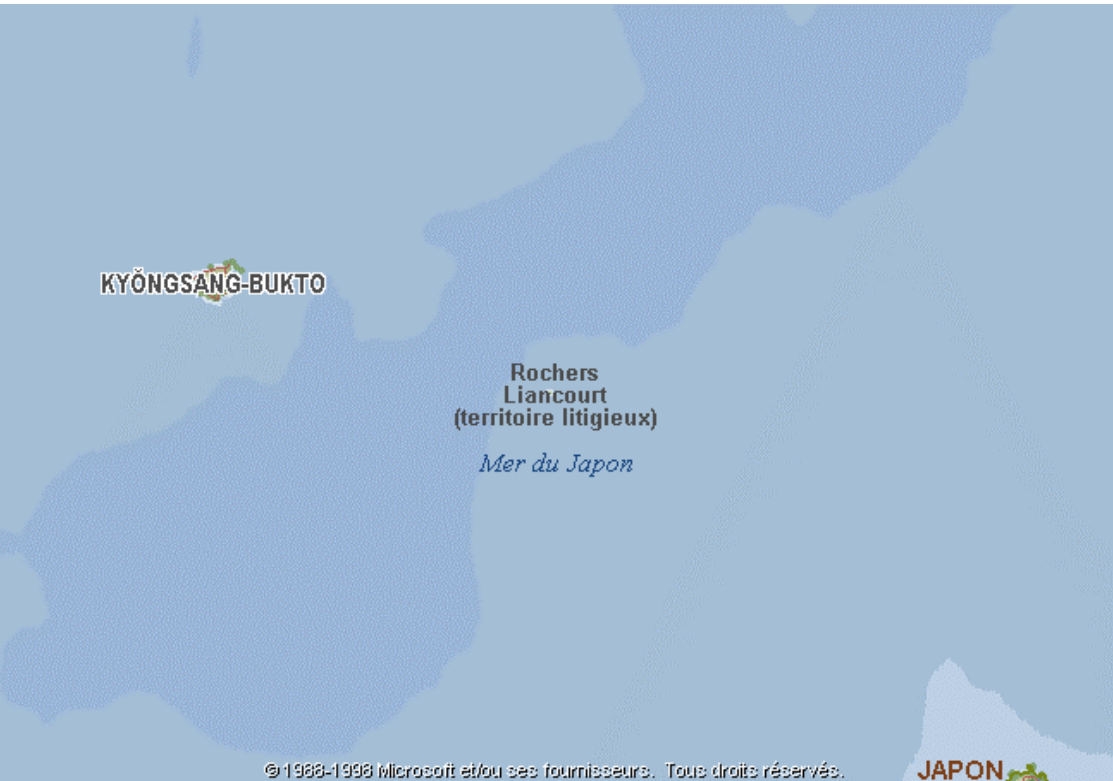 KYŎNGSANG-BUKTO
Rochers
Liancourt
(territoire litigieux)
Mer du Japon
© 1988-1998 Microsoft et/ou ses fournisseurs. Tous droits réservés.
JAPON